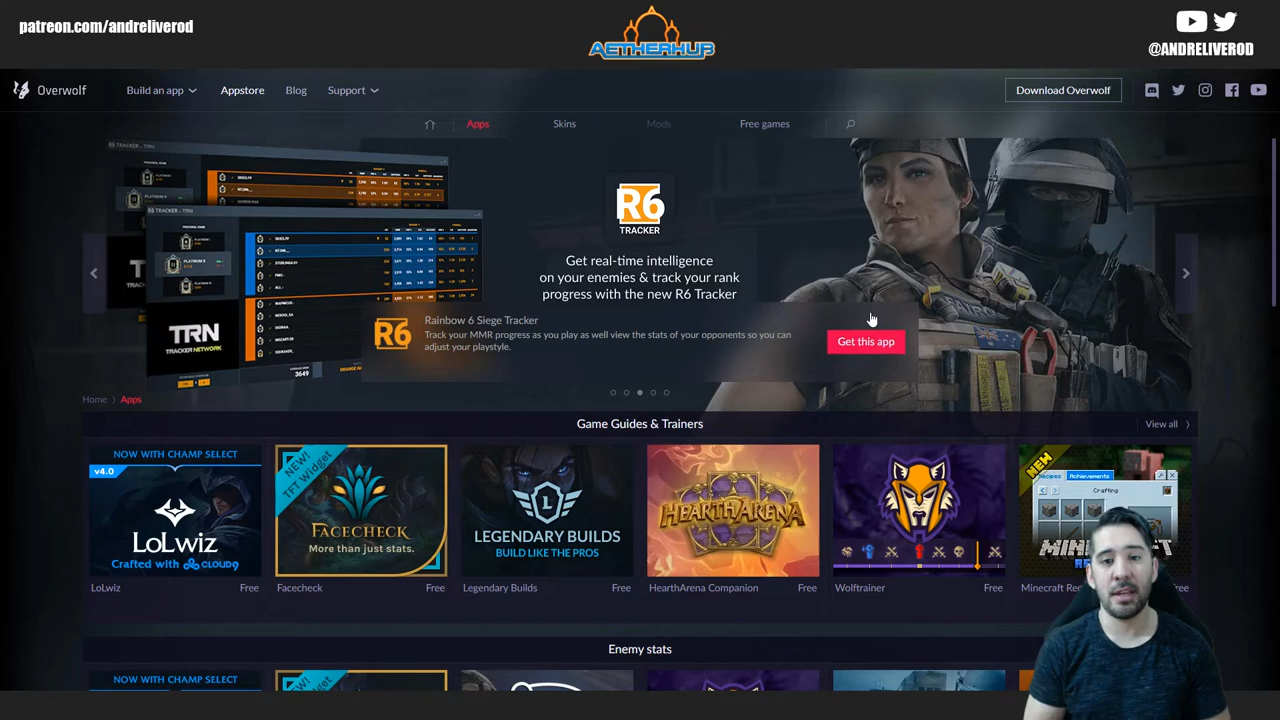 patreon.com/andreliverod
AETHERHUB
@ANDRELIVEROD
Overwolf
Build an app
Appstore
Blog
Support
Download Overwolf
Apps
Skins
Mods
Free games
R6
TRACKER
Get real-time intelligence
on your enemies & track your rank
progress with the new R6 Tracker
TRN
TRACKER NETWORK
3649
R6
Rainbow 6 Siege Tracker
Track your MMR progress as you play as well view the stats of your opponents so you can
adjust your playstyle.
Get this app
Home > Apps
Game Guides & Trainers
View all >
NOW WITH CHAMP SELECT
v4.0
LoLwiz
Crafted with CLOUD9
LoLwiz
Free
NEW!
TFT Widget
FACECHECK
More than just stats.
Facecheck
Free
L
LEGENDARY BUILDS
BUILD LIKE THE PROS
Legendary Builds
Free
HEARTHARENA
HearthArena Companion
Free
Wolftrainer
Free
NEW
Recipes
Achievements
Crafting
Free
Enemy stats
NOW WITH CHAMP SELECT